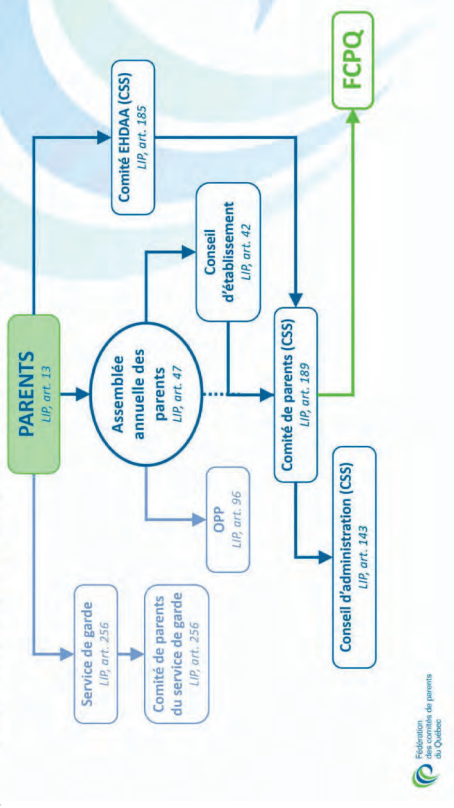 PARENTS
LIP, art. 13
Service de garde
LIP, art. 256
Comité de parents
du service de garde
LIP, art. 256
Assemblée
annuelle des
parents
LIP, art. 47
OPP
LIP, art. 96
Conseil
d'établissement
LIP, art. 42
Comité EHDAA (CSS)
LIP, art. 185
Comité de parents (CSS)
LIP, art. 189
Conseil d'administration (CSS)
LIP, art. 143
FCPQ
Fédération
des comités de parents
du Québec